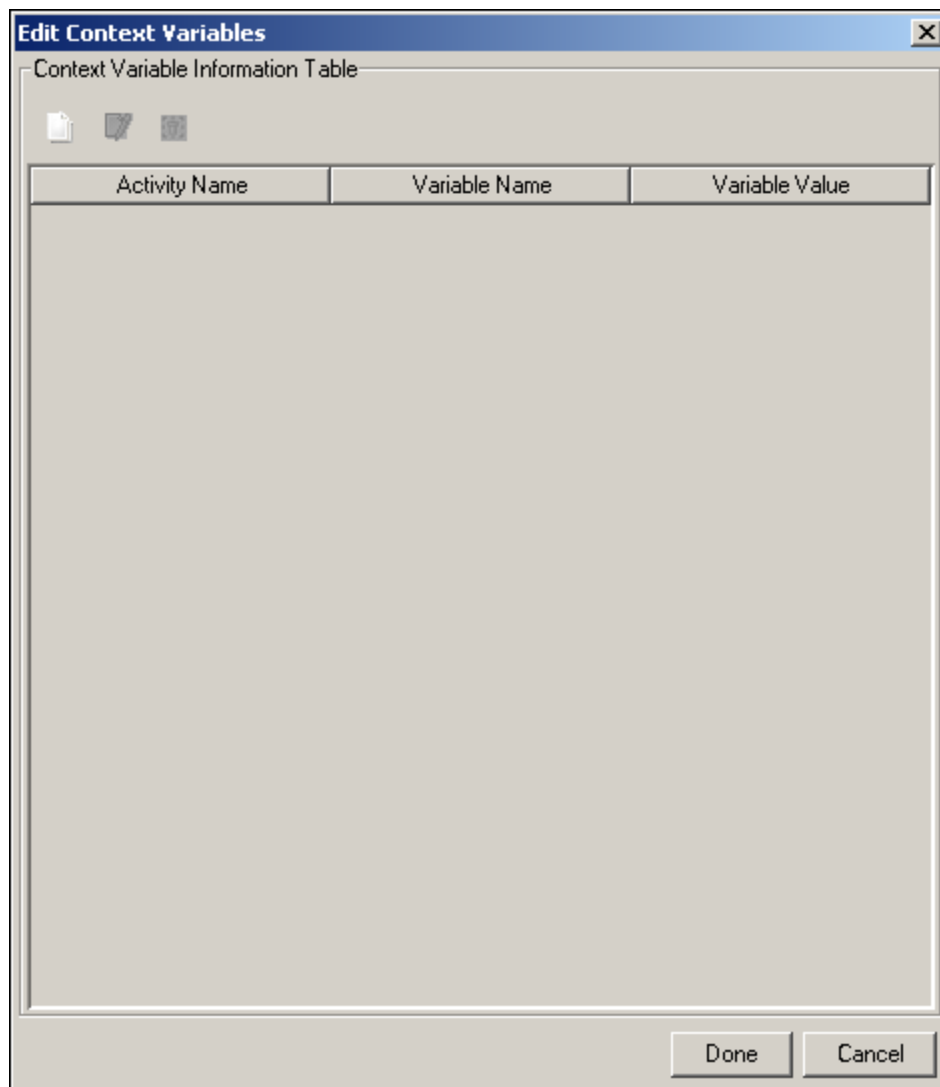 Edit Context Variables
Context Variable Information Table
Activity Name Variable Name Variable Value
Done Cancel